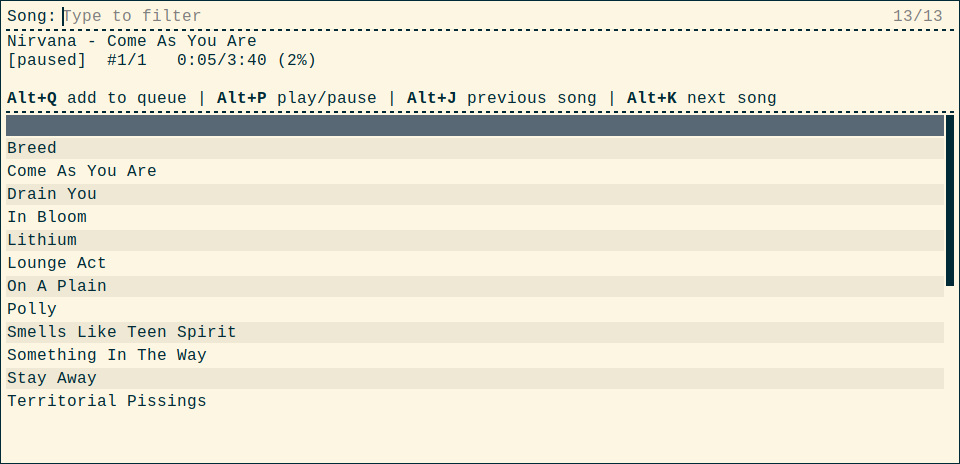 Song: Type to filter 13/13
Nirvana - Come As You Are
[paused]  #1/1   0:05/3:40 (2%)
Alt+Q add to queue | Alt+P play/pause | Alt+J previous song | Alt+K next song
Breed
Come As You Are
Drain You
In Bloom
Lithium
Lounge Act
On A Plain
Polly
Smells Like Teen Spirit
Something In The Way
Stay Away
Territorial Pissings